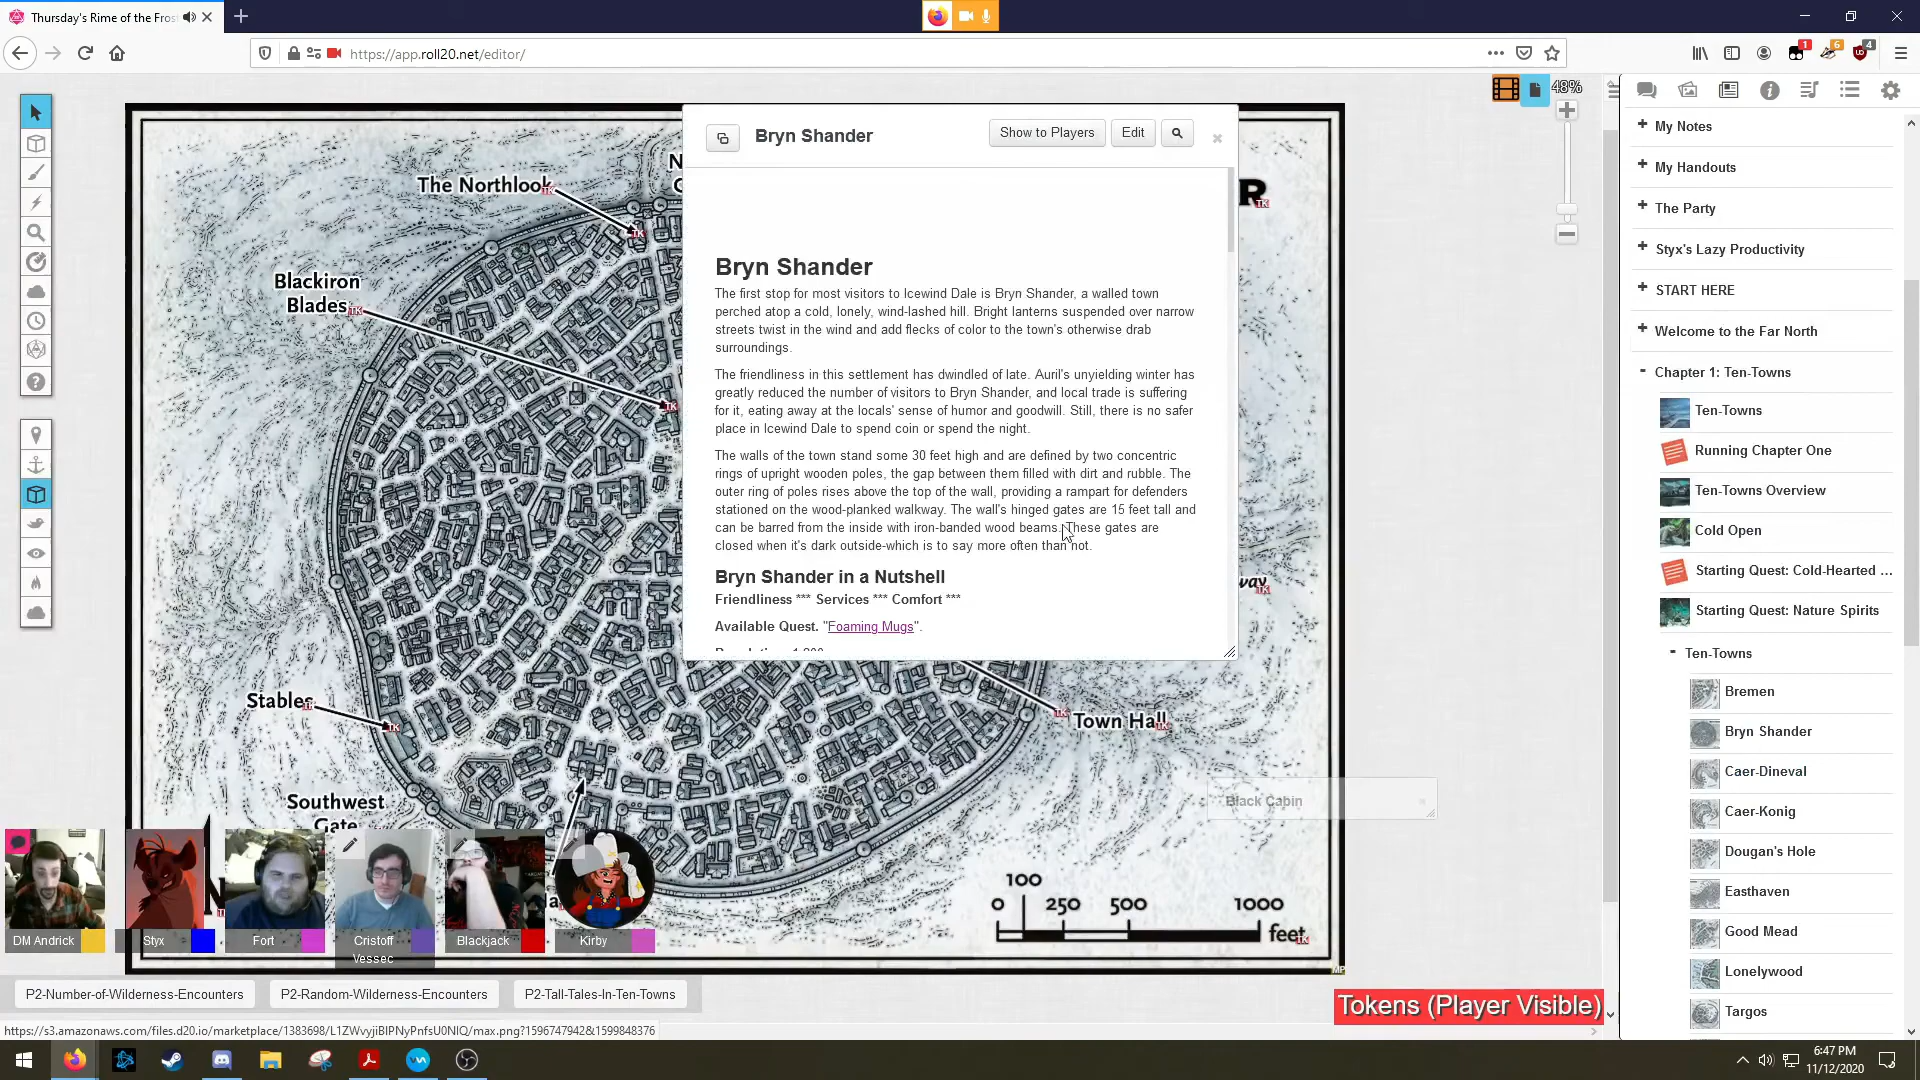 Thursday's Rime of the Fros
https://app.roll20.net/editor/
1
6
4
48%
The Northlook
Blackiron
Blades
Stables
Southwest
Gate
Town Hall
way
R
100
0 250 500 1000
feet
Bryn Shander
Show to Players
Edit
Bryn Shander
The first stop for most visitors to Icewind Dale is Bryn Shander, a walled town
perched atop a cold, lonely, wind-lashed hill. Bright lanterns suspended over narrow
streets twist in the wind and add flecks of color to the town's otherwise drab
surroundings.
The friendliness in this settlement has dwindled of late. Auril's unyielding winter has
greatly reduced the number of visitors to Bryn Shander, and local trade is suffering
for it, eating away at the locals' sense of humor and goodwill. Still, there is no safer
place in Icewind Dale to spend coin or spend the night.
The walls of the town stand some 30 feet high and are defined by two concentric
rings of upright wooden poles, the gap between them filled with dirt and rubble. The
outer ring of poles rises above the top of the wall, providing a rampart for defenders
stationed on the wood-planked walkway. The wall's hinged gates are 15 feet tall and
can be barred from the inside with iron-banded wood beams. These gates are
closed when it's dark outside-which is to say more often than not.
Bryn Shander in a Nutshell
Friendliness *** Services *** Comfort ***
Available Quest. "Foaming Mugs".
Black Cabin
My Notes
My Handouts
The Party
Styx's Lazy Productivity
START HERE
Welcome to the Far North
Chapter 1: Ten-Towns
Ten-Towns
Running Chapter One
Ten-Towns Overview
Cold Open
Starting Quest: Cold-Hearted ...
Starting Quest: Nature Spirits
Ten-Towns
Bremen
Bryn Shander
Caer-Dineval
Caer-Konig
Dougan's Hole
Easthaven
Good Mead
Lonelywood
Targos
DM Andrick
Styx
Fort
Cristoff
Vessec
Blackjack
Kirby
P2-Number-of-Wilderness-Encounters
P2-Random-Wilderness-Encounters
P2-Tall-Tales-In-Ten-Towns
Tokens (Player Visible)
6:47 PM
11/12/2020